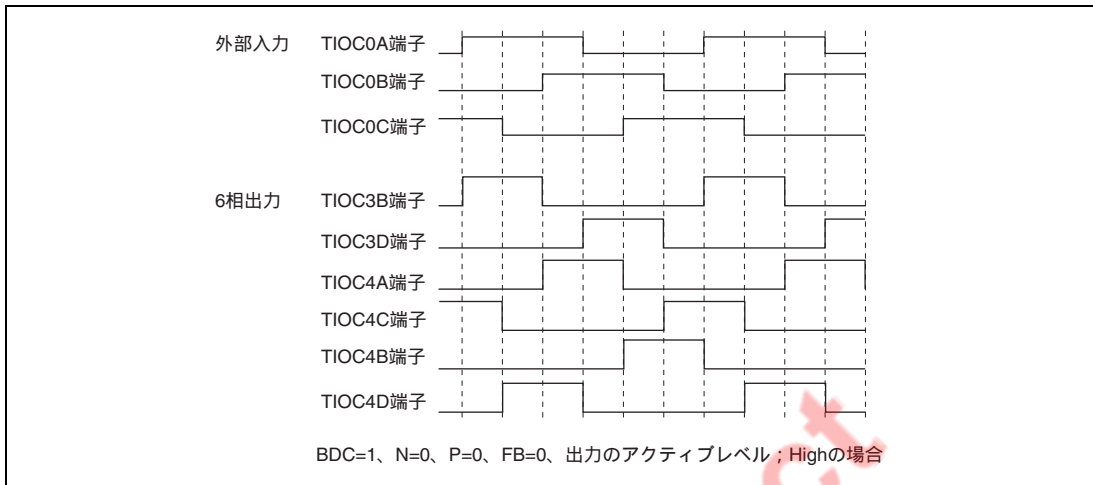 外部入力 TIOC0A端子
TIOC0B端子
TIOC0C端子
6相出力 TIOC3B端子
TIOC3D端子
TIOC4A端子
TIOC4C端子
TIOC4B端子
TIOC4D端子
BDC=1、N=0、P=0、FB=0、出力のアクティブレベル；Highの場合
ct